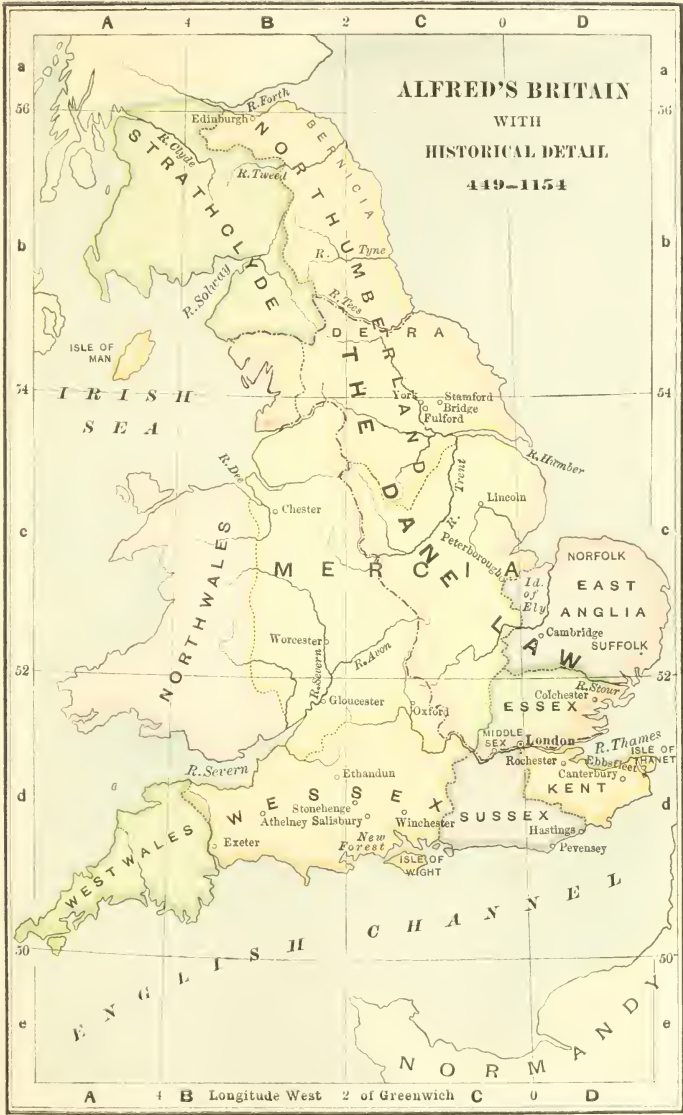 A 4 B 2 C 0 D
a
a
ALFRED'S BRITAIN
WITH
HISTORICAL DETAIL
449–1154
56
56
R. Forth
Edinburgh
BERNICIA
NORTHUMBERLAND
STRATHCLYDE
R. Clyde
R. Tweed
b
b
R. Tyne
R. Solway
R. Tees
DEIRA
ISLE OF
MAN
54
54
IRISH
SEA
York
Stamford
Bridge
Fulford
THE DANE LAW
R. Humber
R. Dee
R. Trent
Lincoln
Chester
c
c
NORTHWALES
MERCIA
Peterborough
Id.
of
Ely
NORFOLK
EAST
ANGLIA
Cambridge
SUFFOLK
Worcester
R. Severn
R. Avon
52
52
R. Stour
Colchester
ESSEX
Gloucester
Oxford
MIDDLE
SEX
London
R. Thames
ISLE OF
THANET
Rochester
Ebbsfleet
Canterbury
KENT
R. Severn
Ethandun
d
d
WESSEX
Stonehenge
Athelney
Salisbury
Winchester
SUSSEX
Hastings
Pevensey
New
Forest
ISLE OF
WIGHT
Exeter
WESTWALES
50
50
ENGLISH CHANNEL
e
e
NORMANDY
A 4 B Longitude West 2 of Greenwich C 0 D